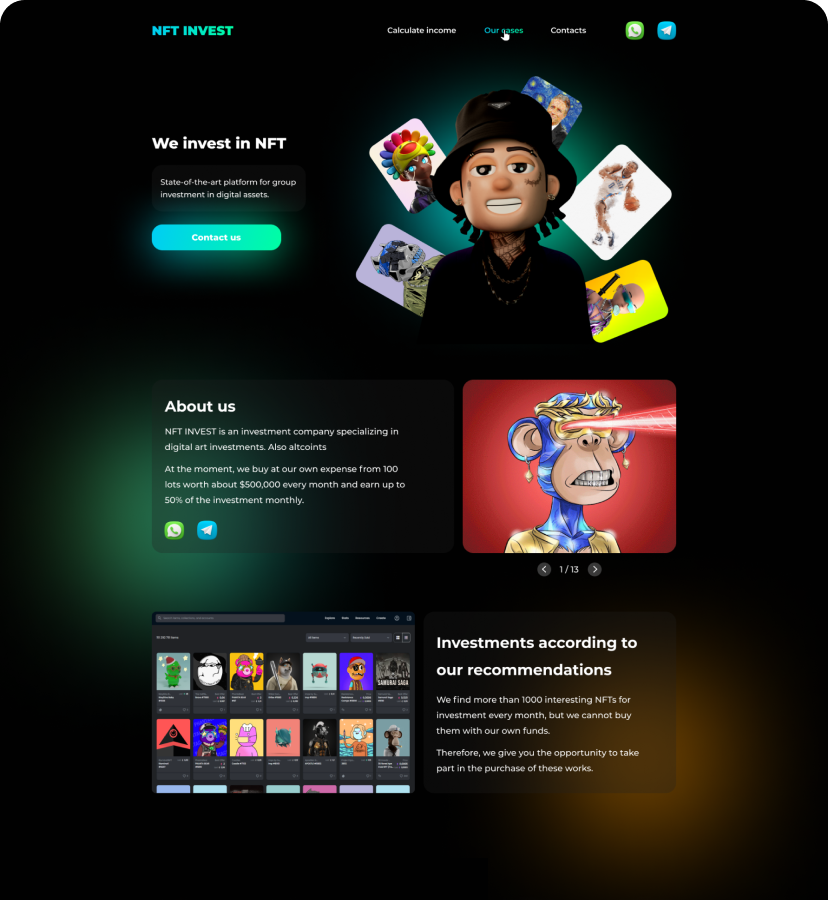 NFT INVEST
Calculate income
Our cases
Contacts
We invest in NFT
State-of-the-art platform for group
investment in digital assets.
Contact us
About us
NFT INVEST is an investment company specializing in
digital art investments. Also altcoints
At the moment, we buy at our own expense from 100
lots worth about $500,000 every month and earn up to
50% of the investment monthly.
1 / 13
Explore
Create
SAMURAI SAGA
Investments according to
our recommendations
We find more than 1000 interesting NFTs for
investment every month, but we cannot buy
them with our own funds.
Therefore, we give you the opportunity to take
part in the purchase of these works.